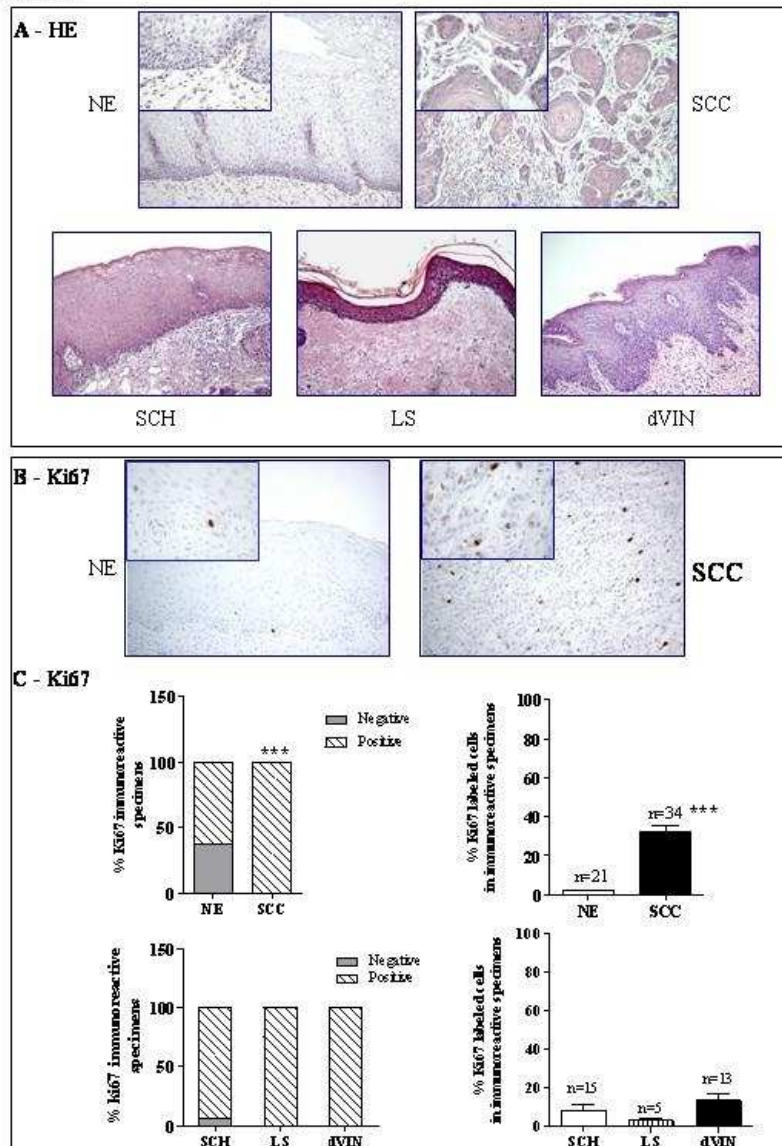 A - HE
NE
SCC
SCH
LS
dVIN
B - Ki67
NE
SCC
C - Ki67
% Ki67 immunoreactive
specimens
150
100
50
0
NE
SCC
***
Negative
Positive
% Ki67 labeled cells
in immunoreactive specimens
100
80
60
40
20
0
n=21
n=34 ***
NE
SCC
% Ki67 immunoreactive
specimens
150
100
50
0
SCH
LS
dVIN
Negative
Positive
% Ki67 labeled cells
in immunoreactive specimens
100
80
60
40
20
0
n=15
n=5
n=13
SCH
LS
dVIN